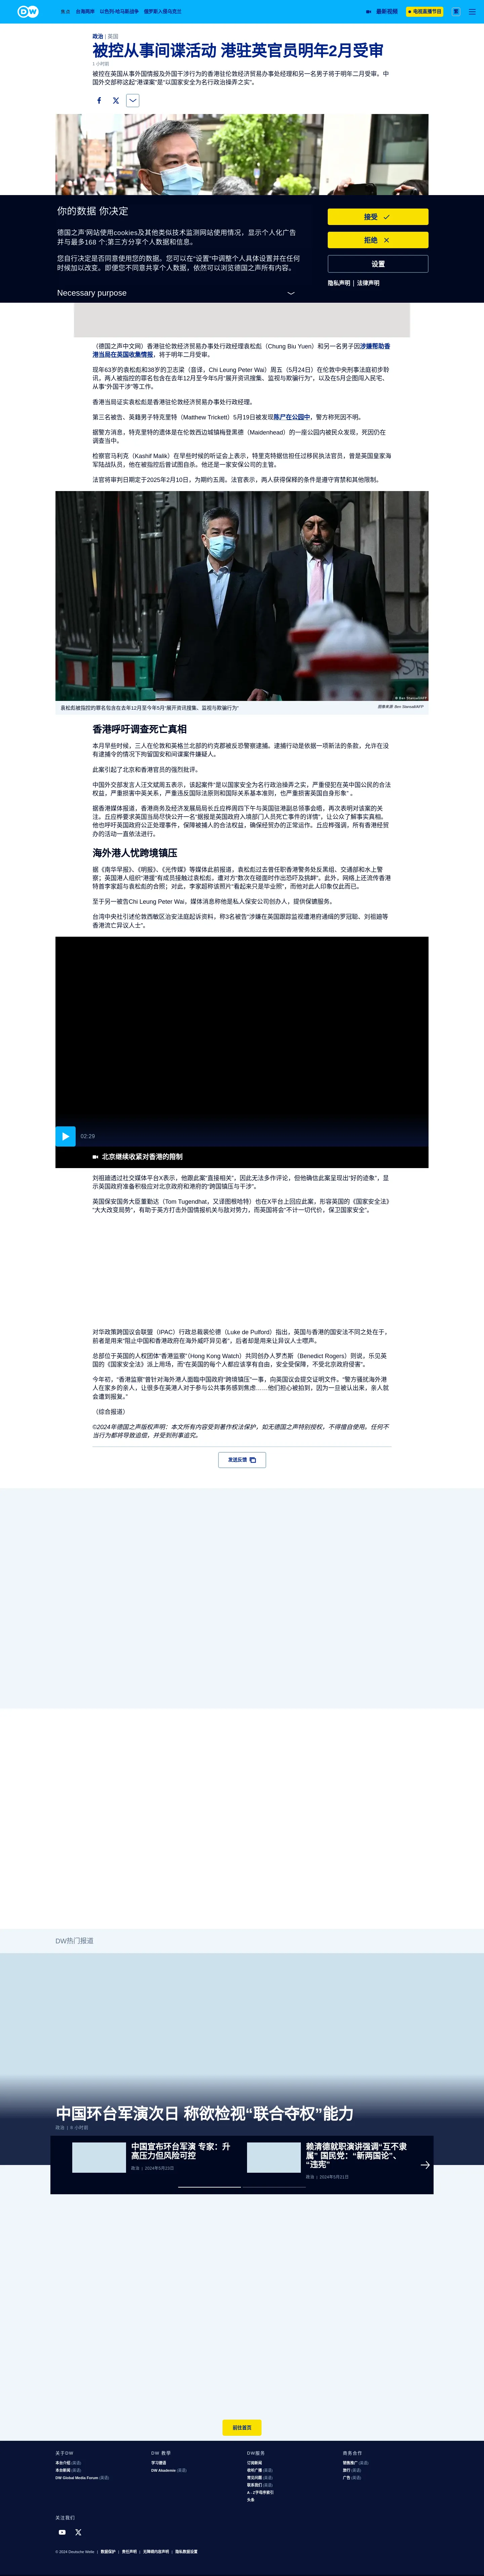 DW
焦点
台海两岸
以色列-哈马斯战争
俄罗斯入侵乌克兰
最新视频
电视直播节目
繁
政治 | 英国
被控从事间谍活动 港驻英官员明年2月受审
1 小时前
被控在英国从事外国情报及外国干涉行为的香港驻伦敦经济贸易办事处经理和另一名男子将于明年二月受审。中
国外交部称这起“港谍案”是“以国家安全为名行政治操弄之实”。
你的数据 你决定
德国之声˙网站使用cookies及其他类似技术监测网站使用情况，显示个人化广告
并与最多168 个;第三方分享个人数据和信息。
您自行决定是否同意使用您的数据。您可以在“设置”中调整个人具体设置并在任何
时候加以改变。即使您不同意共享个人数据，依然可以浏览德国之声所有内容。
Necessary purpose
接受
拒绝
设置
隐私声明 | 法律声明
（德国之声中文网）香港驻伦敦经济贸易办事处行政经理袁松彪（Chung Biu Yuen）和另一名男子因涉嫌帮助香
港当局在英国收集情报，将于明年二月受审。
现年63岁的袁松彪和38岁的卫志梁（音译，Chi Leung Peter Wai）周五（5月24日）在伦敦中央刑事法庭初步聆
讯，两人被指控的罪名包含在去年12月至今年5月“展开资讯搜集、监视与欺骗行为”，以及在5月企图闯入民宅、
从事“外国干涉”等工作。
香港当局证实袁松彪是香港驻伦敦经济贸易办事处行政经理。
第三名被告、英籍男子特克里特（Matthew Trickett）5月19日被发现陈尸在公园中，警方称死因不明。
据警方消息，特克里特的遗体是在伦敦西边城镇梅登黑德（Maidenhead）的一座公园内被民众发现，死因仍在
调查当中。
检察官马利克（Kashif Malik）在早些时候的听证会上表示，特里克特据信担任过移民执法官员，曾是英国皇家海
军陆战队员，他在被指控后曾试图自杀。他还是一家安保公司的主管。
法官将审判日期定于2025年2月10日，为期约五周。法官表示，两人获得保释的条件是遵守宵禁和其他限制。
© Ben Stansall/AFP
袁松彪被指控的罪名包含在去年12月至今年5月“展开资讯搜集、监视与欺骗行为”
图像来源: Ben Stansall/AFP
香港呼吁调查死亡真相
本月早些时候，三人在伦敦和英格兰北部的约克郡被反恐警察逮捕。逮捕行动是依据一项新法的条款，允许在没
有逮捕令的情况下拘留国安和间谍案件嫌疑人。
此案引起了北京和香港官员的强烈批评。
中国外交部发言人汪文斌周五表示，该起案件“是以国家安全为名行政治操弄之实，严重侵犯在英中国公民的合法
权益，严重损害中英关系，严重违反国际法原则和国际关系基本准则，也严重损害英国自身形象”。
据香港媒体报道，香港商务及经济发展局局长丘应桦周四下午与英国驻港副总领事会晤，再次表明对该案的关
注。丘应桦要求英国当局尽快公开一名“据报是英国政府入境部门人员死亡事件的详情”，让公众了解事实真相。
他也呼吁英国政府公正处理事件，保障被捕人的合法权益，确保经贸办的正常运作。丘应桦强调，所有香港经贸
办的活动一直依法进行。
海外港人忧跨境镇压
据《南华早报》、《明报》、《光传媒》等媒体此前报道，袁松彪过去曾任职香港警务处反黑组、交通部和水上警
察；英国港人组织“港援”有成员接触过袁松彪，遭对方“数次在碰面时作出恐吓及挑衅”。此外，网络上还流传香港
特首李家超与袁松彪的合照；对此，李家超称该照片“看起来只是毕业照”，而他对此人印象仅止此而已。
至于另一被告Chi Leung Peter Wai，媒体消息称他是私人保安公司创办人，提供保镳服务。
台湾中央社引述伦敦西敏区治安法庭起诉资料，称3名被告“涉嫌在英国跟踪监视遭港府通缉的罗冠聪、刘祖廸等
香港流亡异议人士”。
02:29
北京继续收紧对香港的箝制
刘祖廸透过社交媒体平台X表示，他跟此案“直接相关”，因此无法多作评论，但他确信此案呈现出“好的迹象”，显
示英国政府准备积极应对北京政府和港府的“跨国镇压与干涉”。
英国保安国务大臣董勤达（Tom Tugendhat，又译图根哈特）也在X平台上回应此案，形容英国的《国家安全法》
“大大改变局势”，有助于英方打击外国情报机关与敌对势力，而英国将会“不计一切代价，保卫国家安全”。
对华政策跨国议会联盟（IPAC）行政总裁裴伦德（Luke de Pulford）指出，英国与香港的国安法不同之处在于，
前者是用来“阻止中国和香港政府在海外威吓异见者”，后者却是用来让异议人士噤声。
总部位于英国的人权团体“香港监察”（Hong Kong Watch）共同创办人罗杰斯（Benedict Rogers）则说，乐见英
国的《国家安全法》派上用场，而“在英国的每个人都应该享有自由，安全受保障，不受北京政府侵害”。
今年初，“香港监察”曾针对海外港人面临中国政府“跨境镇压”一事，向英国议会提交证明文件。“警方骚扰海外港
人在家乡的亲人，让很多在英港人对于参与公共事务感到焦虑……他们担心被拍到，因为一旦被认出来，亲人就
会遭到报复。”
（综合报道）
©2024年德国之声版权声明：本文所有内容受到著作权法保护，如无德国之声特别授权，不得擅自使用。任何不
当行为都将导致追偿，并受到刑事追究。
发送反馈
DW热门报道
中国环台军演次日 称欲检视“联合夺权”能力
政治 | 6 小时前
中国宣布环台军演 专家：升
高压力但风险可控
政治 | 2024年5月23日
赖清德就职演讲强调“互不隶
属” 国民党：“新两国论”、
“违宪”
政治 | 2024年5月21日
前往首页
关于DW
本台介绍 (英语)
本台新闻 (英语)
DW Global Media Forum (英语)
DW 教學
学习德语
DW Akademie (英语)
DW服务
订阅新闻
收听广播 (英语)
常见问题 (英语)
联系我们 (英语)
A - Z字母序索引
头条
商务合作
销售推广 (英语)
旅行 (英语)
广告 (英语)
关注我们
© 2024 Deutsche Welle | 数据保护 | 责任声明 | 无障碍内容声明 | 隐私数据设置